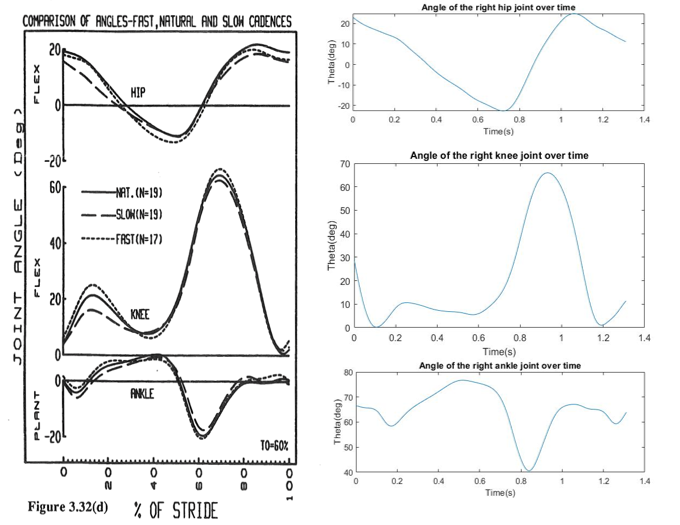 COMPARISON OF ANGLES-FAST, NATURAL AND SLOW CADENCES
JOINT ANGLE (Deg)
FLEX
20
0
-20
HIP
FLEX
60
40
20
0
NAT.(N=19)
SLOW(N=19)
FAST(N=17)
KNEE
PLANT
0
-20
ANKLE
TO=60%
0 20 40 60 80 100
Figure 3.32(d) % OF STRIDE
Angle of the right hip joint over time
Theta(deg)
20
10
0
-10
-20
0 0.2 0.4 0.6 0.8 1 1.2 1.4
Time(s)
Angle of the right knee joint over time
Theta(deg)
70
60
50
40
30
20
10
0
0 0.2 0.4 0.6 0.8 1 1.2 1.4
Time(s)
Angle of the right ankle joint over time
Theta(deg)
80
70
60
50
40
0 0.2 0.4 0.6 0.8 1 1.2 1.4
Time(s)